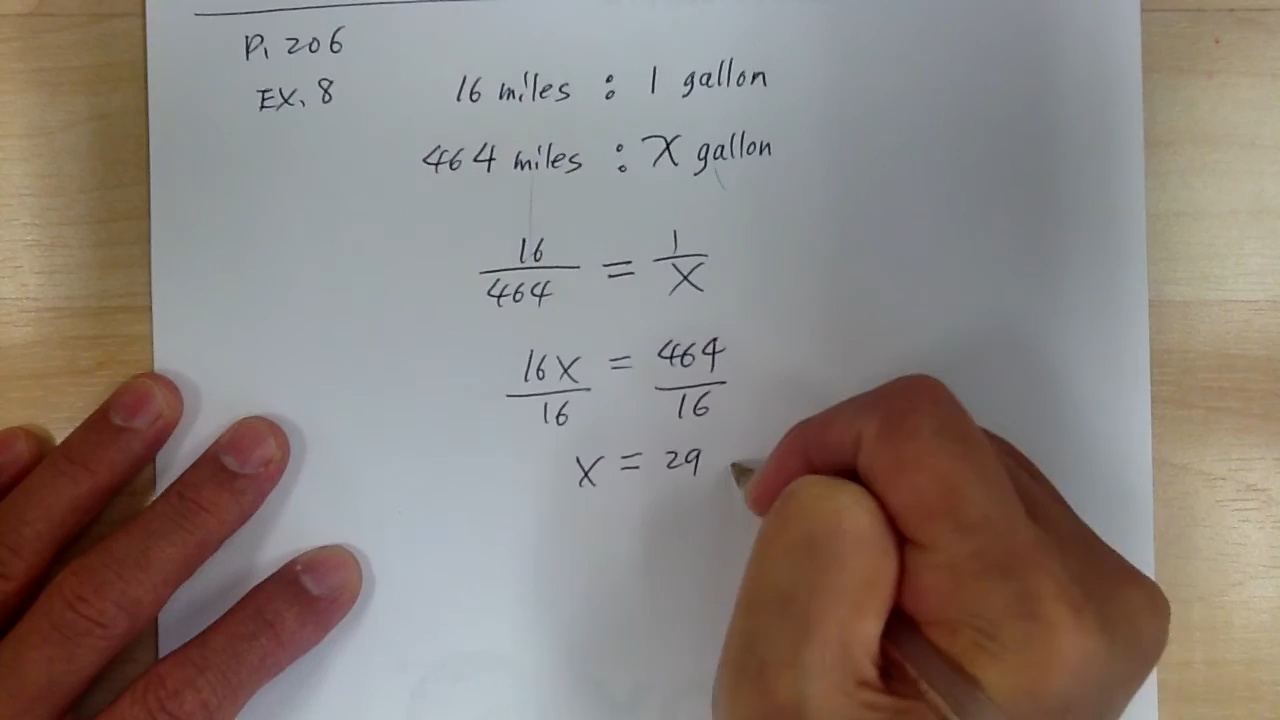 P. 206
EX. 8
16 miles : 1 gallon
464 miles : X gallon
16/464 = 1/X
16X/16 = 464/16
X = 29